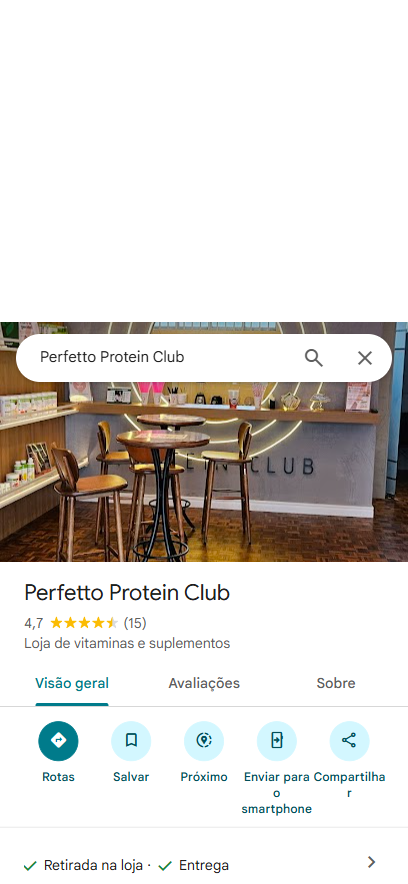 Perfetto Protein Club
CLUB
Perfetto Protein Club
4,7 (15)
Loja de vitaminas e suplementos
Visão geral Avaliações Sobre
Rotas Salvar Próximo Enviar para o smartphone Compartilhar
Retirada na loja · Entrega